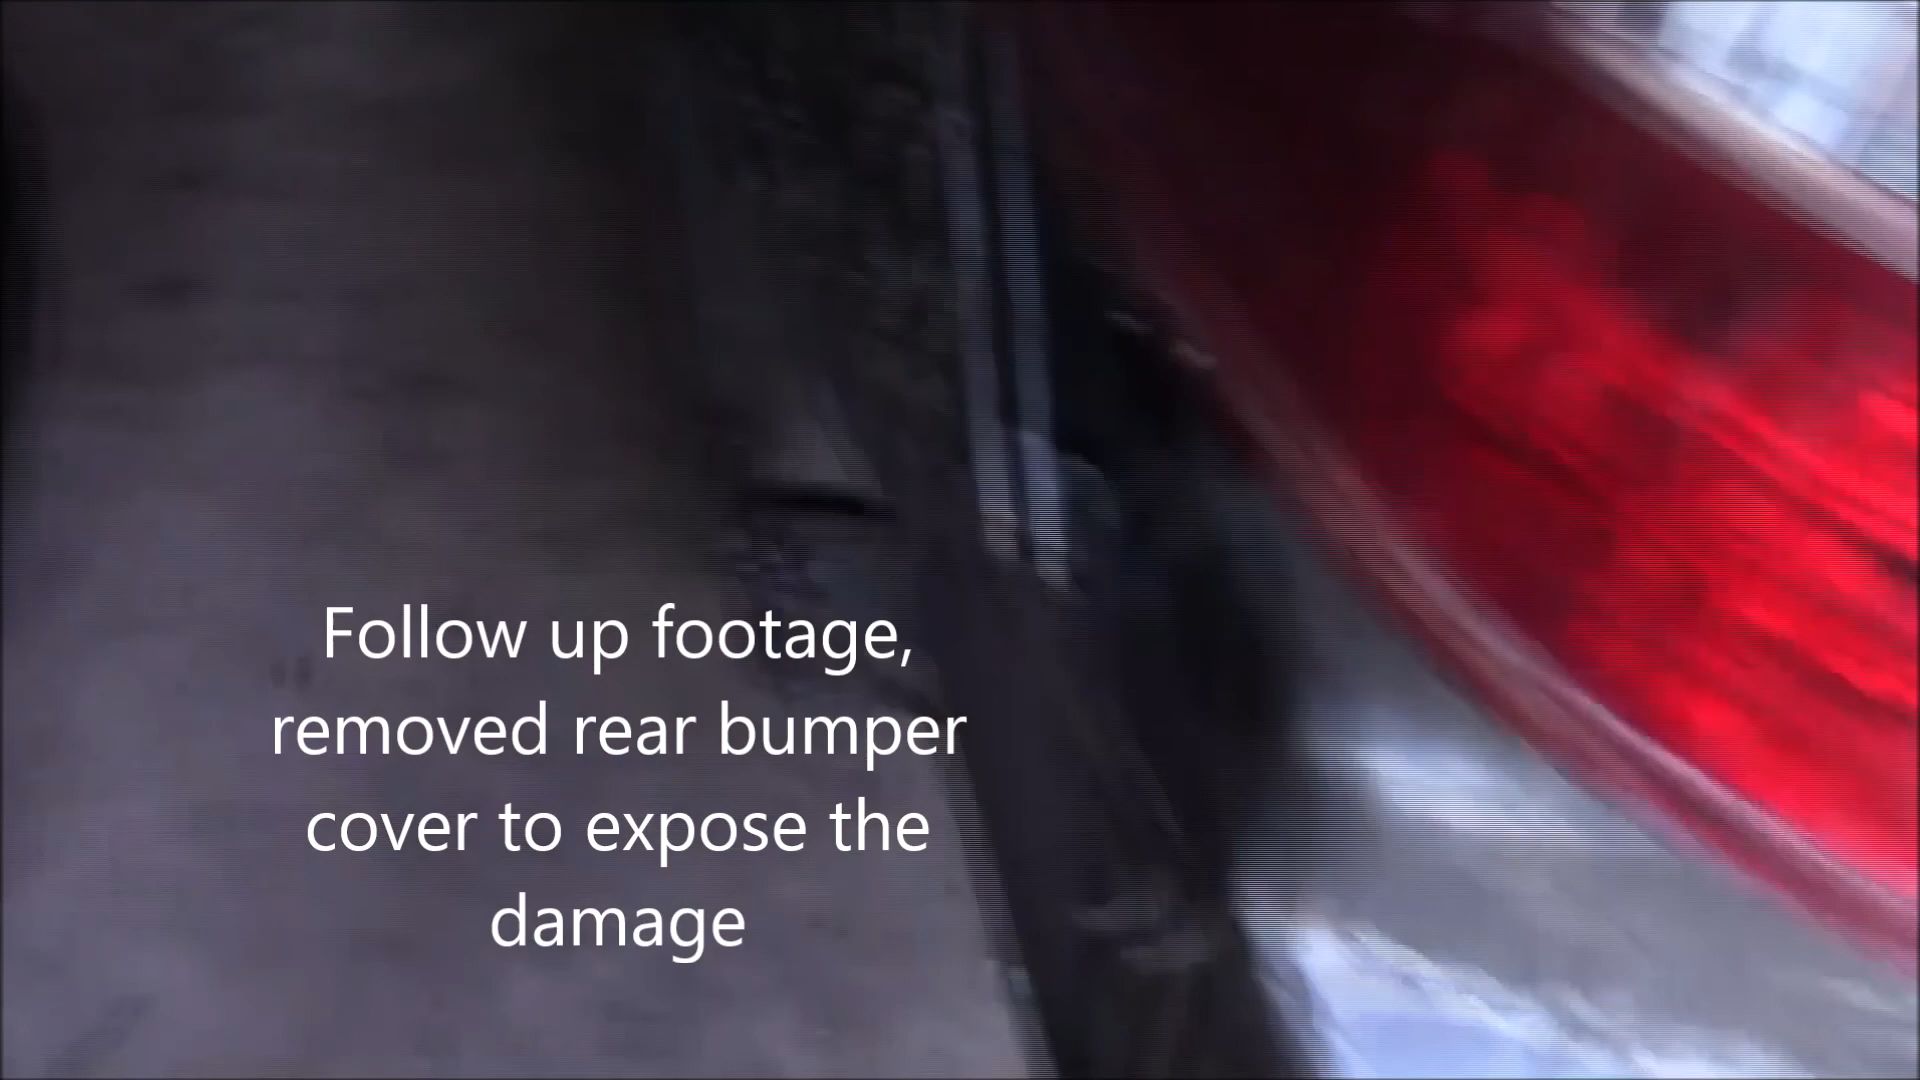 Follow up footage,
removed rear bumper
cover to expose the
damage